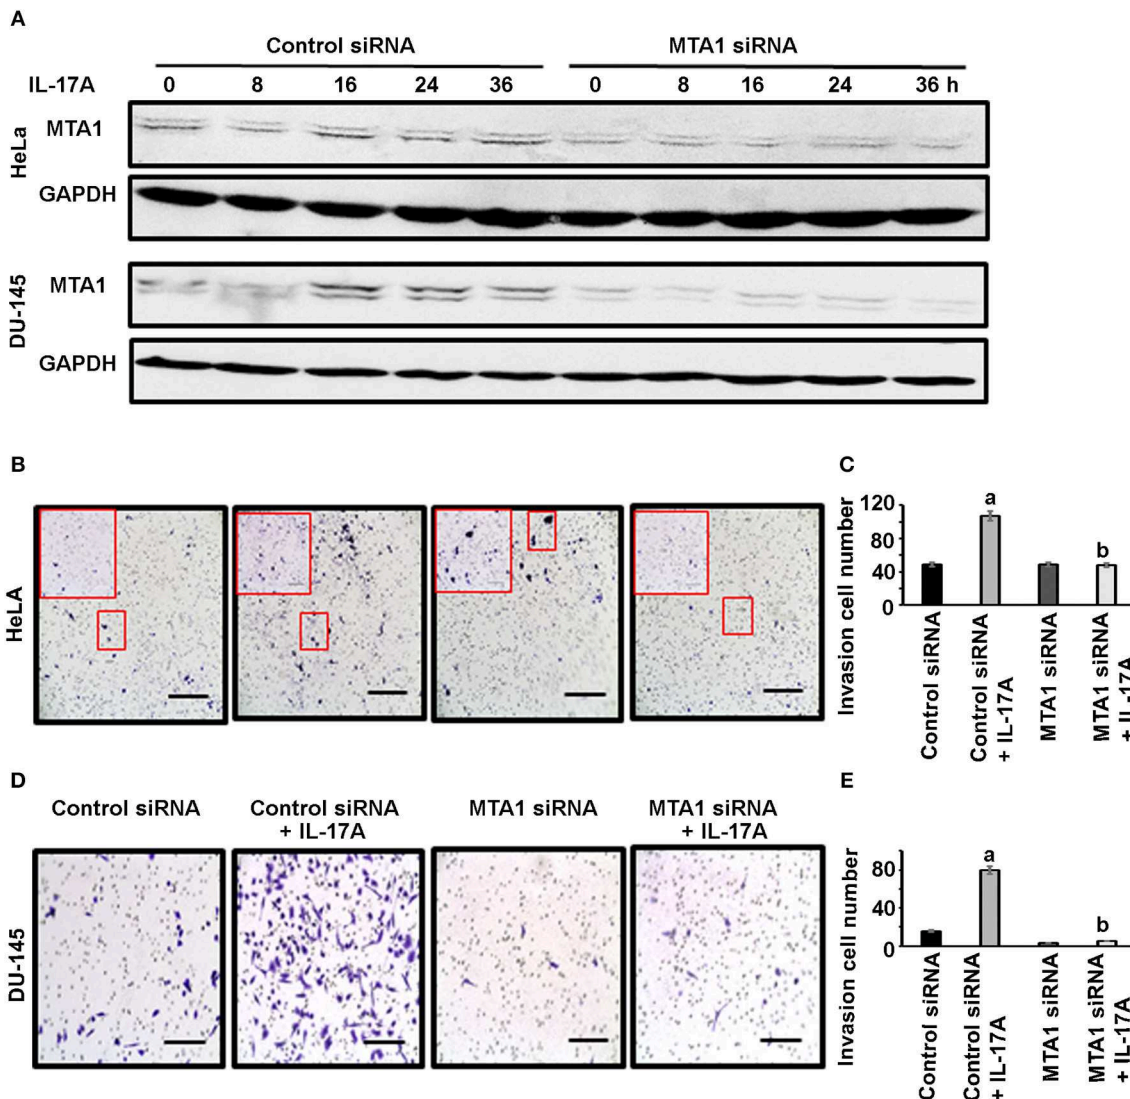 A
Control siRNA MTA1 siRNA
IL-17A 0 8 16 24 36 0 8 16 24 36 h
HeLa
MTA1
GAPDH
DU-145
MTA1
GAPDH
B
HeLA
C
Invasion cell number
120
80
40
0
a
b
Control siRNA
Control siRNA
+ IL-17A
MTA1 siRNA
MTA1 siRNA
+ IL-17A
D
Control siRNA
Control siRNA
+ IL-17A
MTA1 siRNA
MTA1 siRNA
+ IL-17A
DU-145
E
Invasion cell number
80
40
0
a
b
Control siRNA
Control siRNA
+ IL-17A
MTA1 siRNA
MTA1 siRNA
+ IL-17A